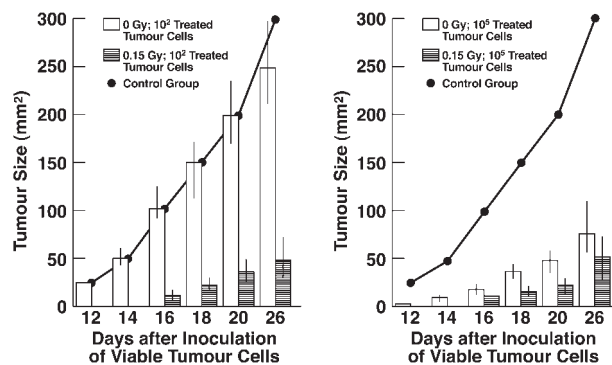 300
250
200
150
100
50
0
Tumour Size (mm²)
0 Gy; 10² Treated
Tumour Cells
0.15 Gy; 10² Treated
Tumour Cells
Control Group
12 14 16 18 20 26
Days after Inoculation
of Viable Tumour Cells
300
250
200
150
100
50
0
Tumour Size (mm²)
0 Gy; 10⁵ Treated
Tumour Cells
0.15 Gy; 10⁵ Treated
Tumour Cells
Control Group
12 14 16 18 20 26
Days after Inoculation
of Viable Tumour Cells